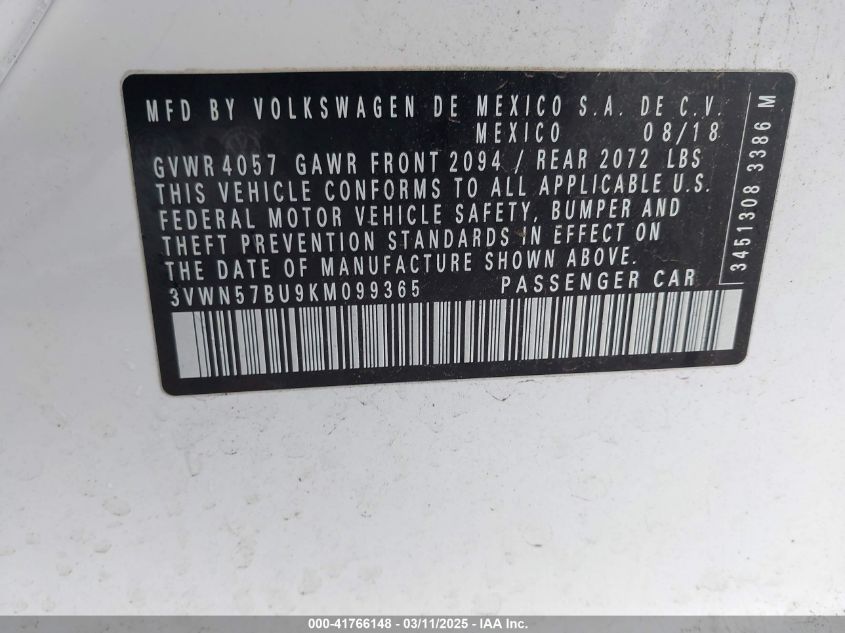 MFD BY VOLKSWAGEN DE MEXICO S.A. DE C.V.
MEXICO 08/18
GVWR 4057 GAWR FRONT 2094 / REAR 2072 LBS
THIS VEHICLE CONFORMS TO ALL APPLICABLE U.S.
FEDERAL MOTOR VEHICLE SAFETY, BUMPER AND
THEFT PREVENTION STANDARDS IN EFFECT ON
THE DATE OF MANUFACTURE SHOWN ABOVE.
3VWN57BU9KM099365 PASSENGER CAR
3451308 3386 M
000-41766148 - 03/11/2025 - IAA Inc.